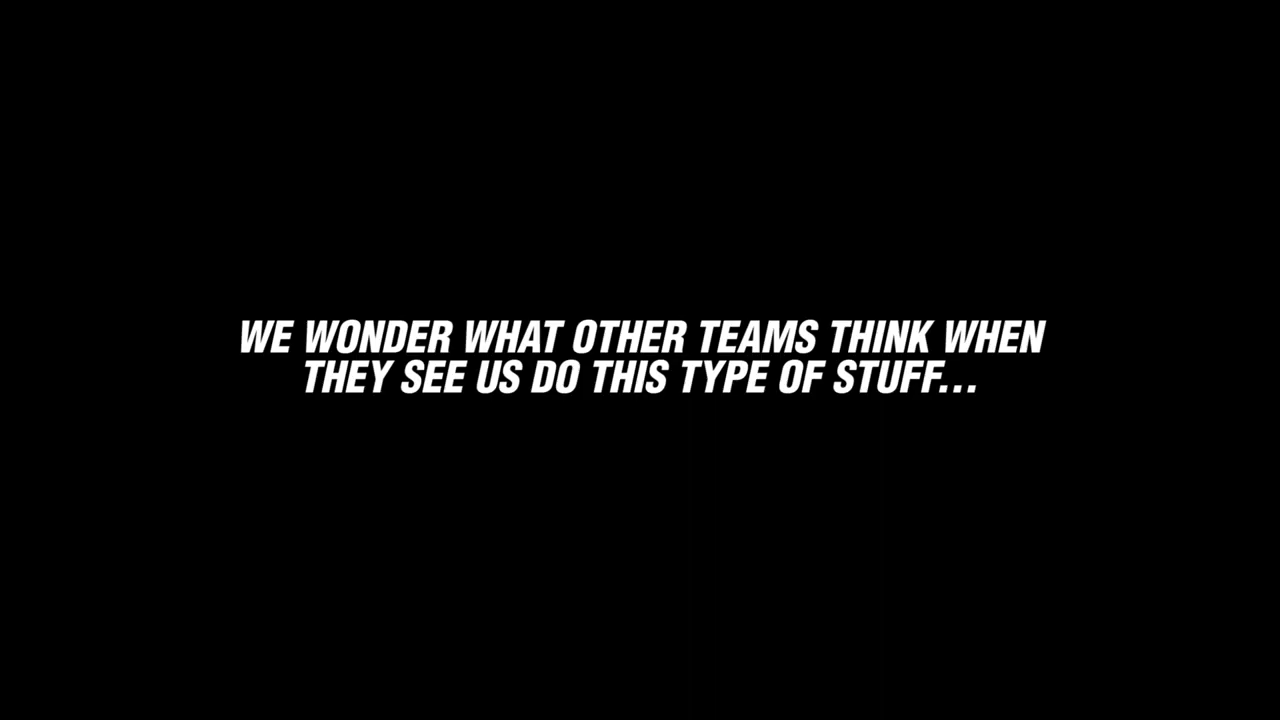 WE WONDER WHAT OTHER TEAMS THINK WHEN
THEY SEE US DO THIS TYPE OF STUFF...